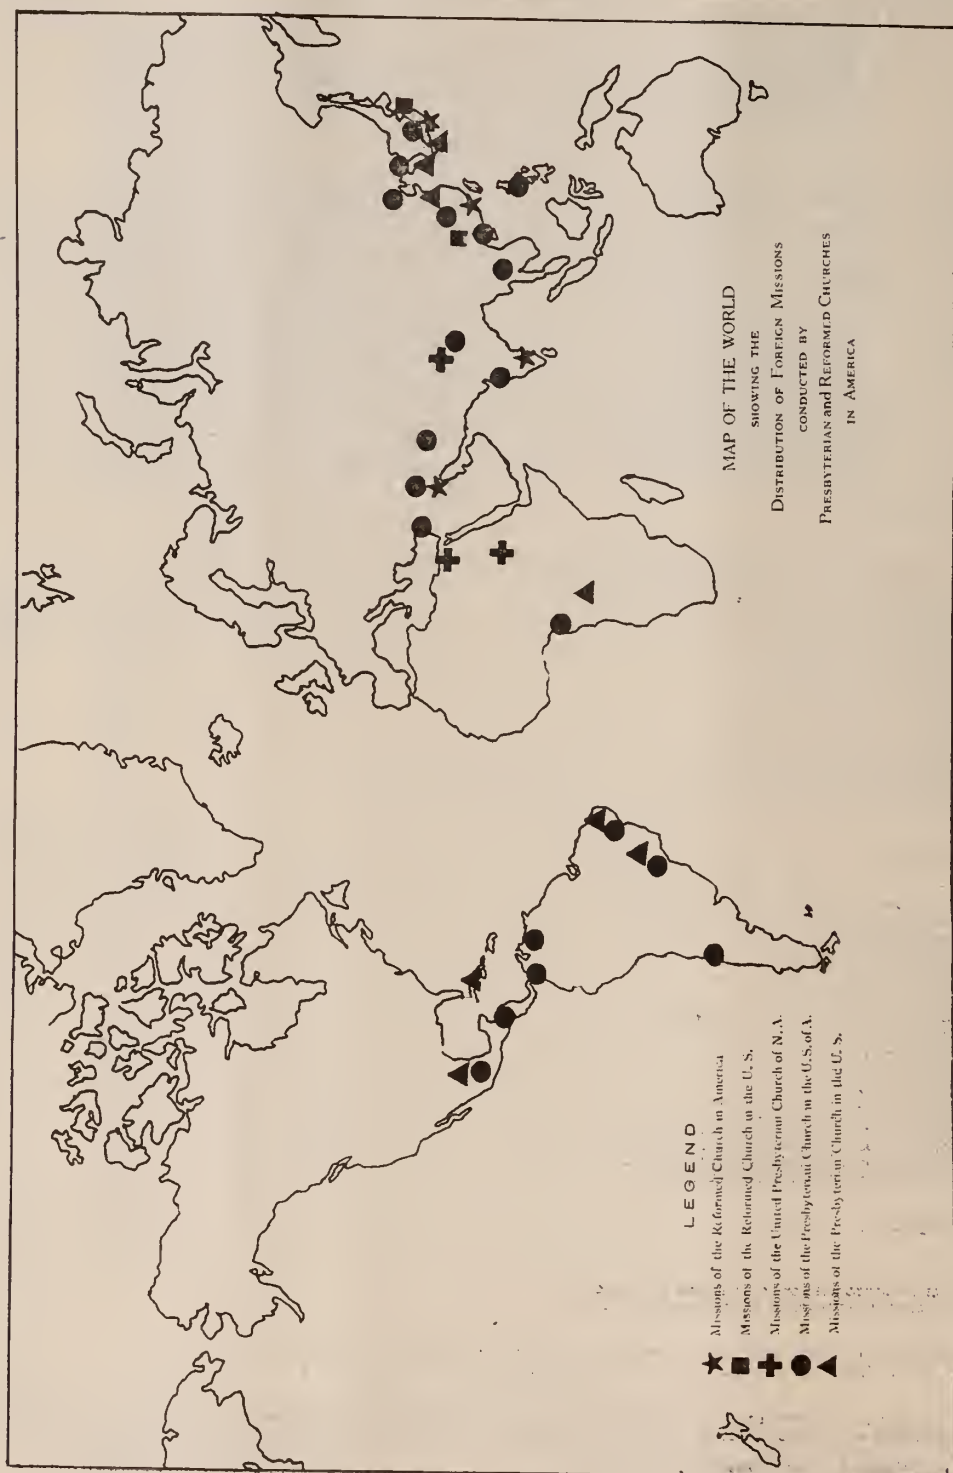 MAP OF THE WORLD
SHOWING THE
DISTRIBUTION OF FOREIGN MISSIONS
CONDUCTED BY
PRESBYTERIAN and REFORMED CHURCHES
IN AMERICA
LEGEND
Missions of the Reformed Church in America
Missions of the Reformed Church in the U. S.
Missions of the United Presbyterian Church of N. A.
Missions of the Presbyterian Church in the U. S. of A.
Missions of the Presbyterian Church in the U. S.